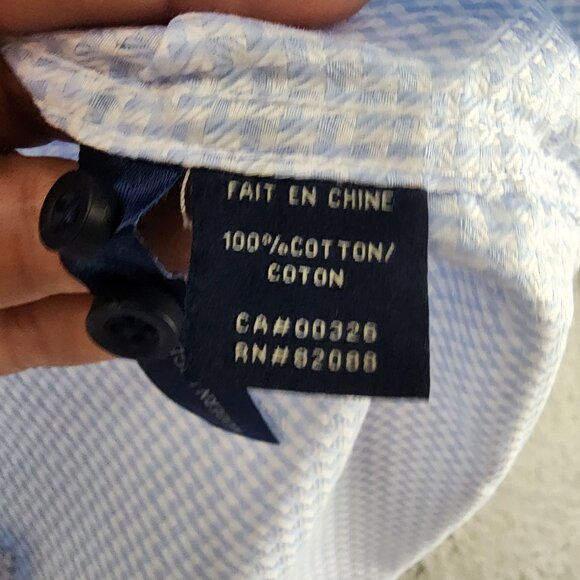 FAIT EN CHINE
100%COTTON/
COTON
CA#00326
RN#82088